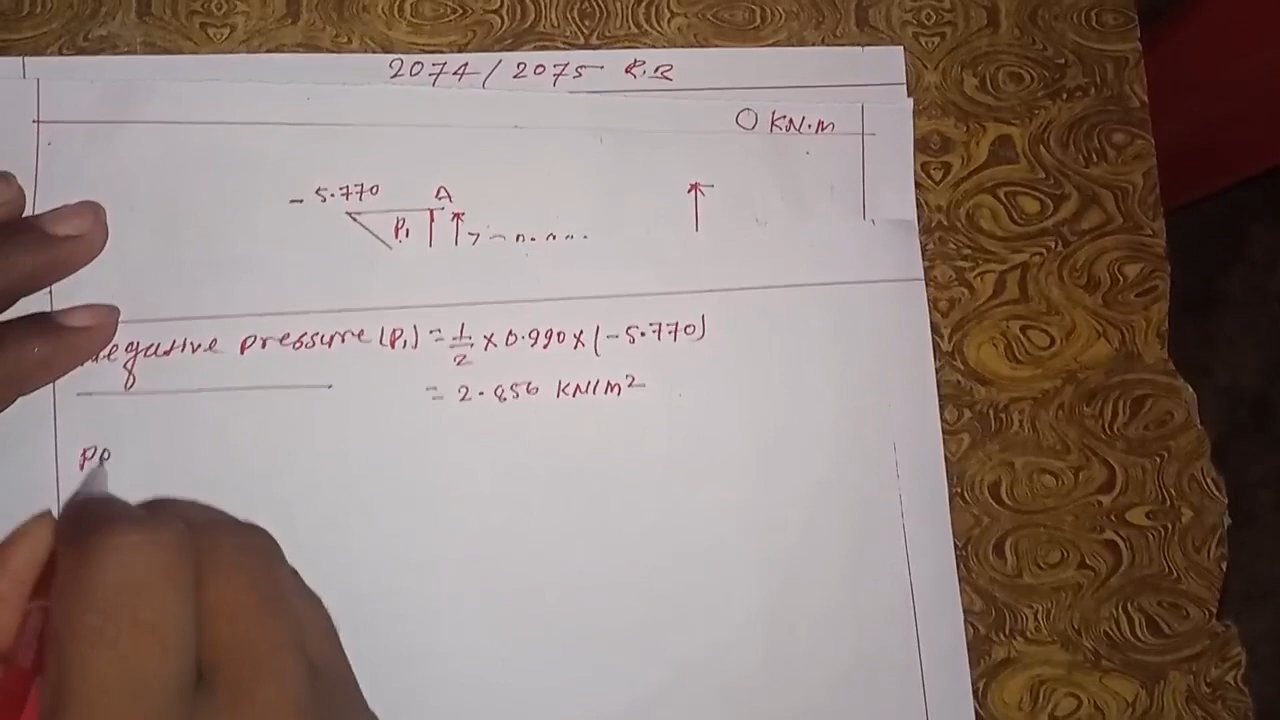 2074 / 2075 R.R
0 KN.m
- 5.770 A
P₁
Negative pressure (P₁) = 1/2 × 0.990 × (- 5.770)
= 2.856 KN/m²
Po